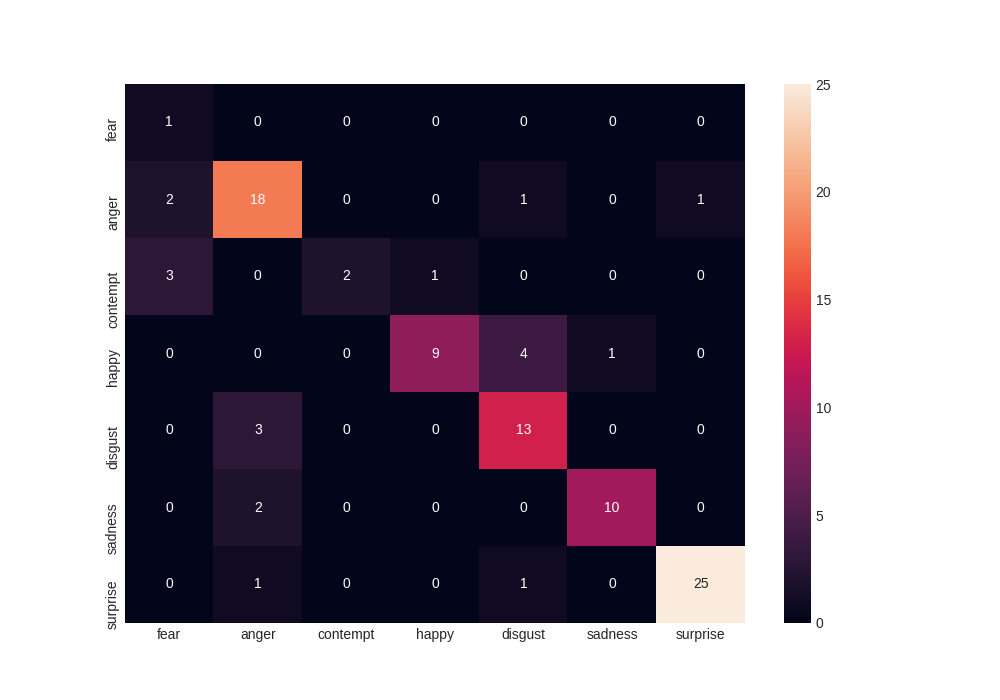 fear 1 0 0 0 0 0 0
anger 2 18 0 0 1 0 1
contempt 3 0 2 1 0 0 0
happy 0 0 0 9 4 1 0
disgust 0 3 0 0 13 0 0
sadness 0 2 0 0 0 10 0
surprise 0 1 0 0 1 0 25
fear anger contempt happy disgust sadness surprise
25
20
15
10
5
0